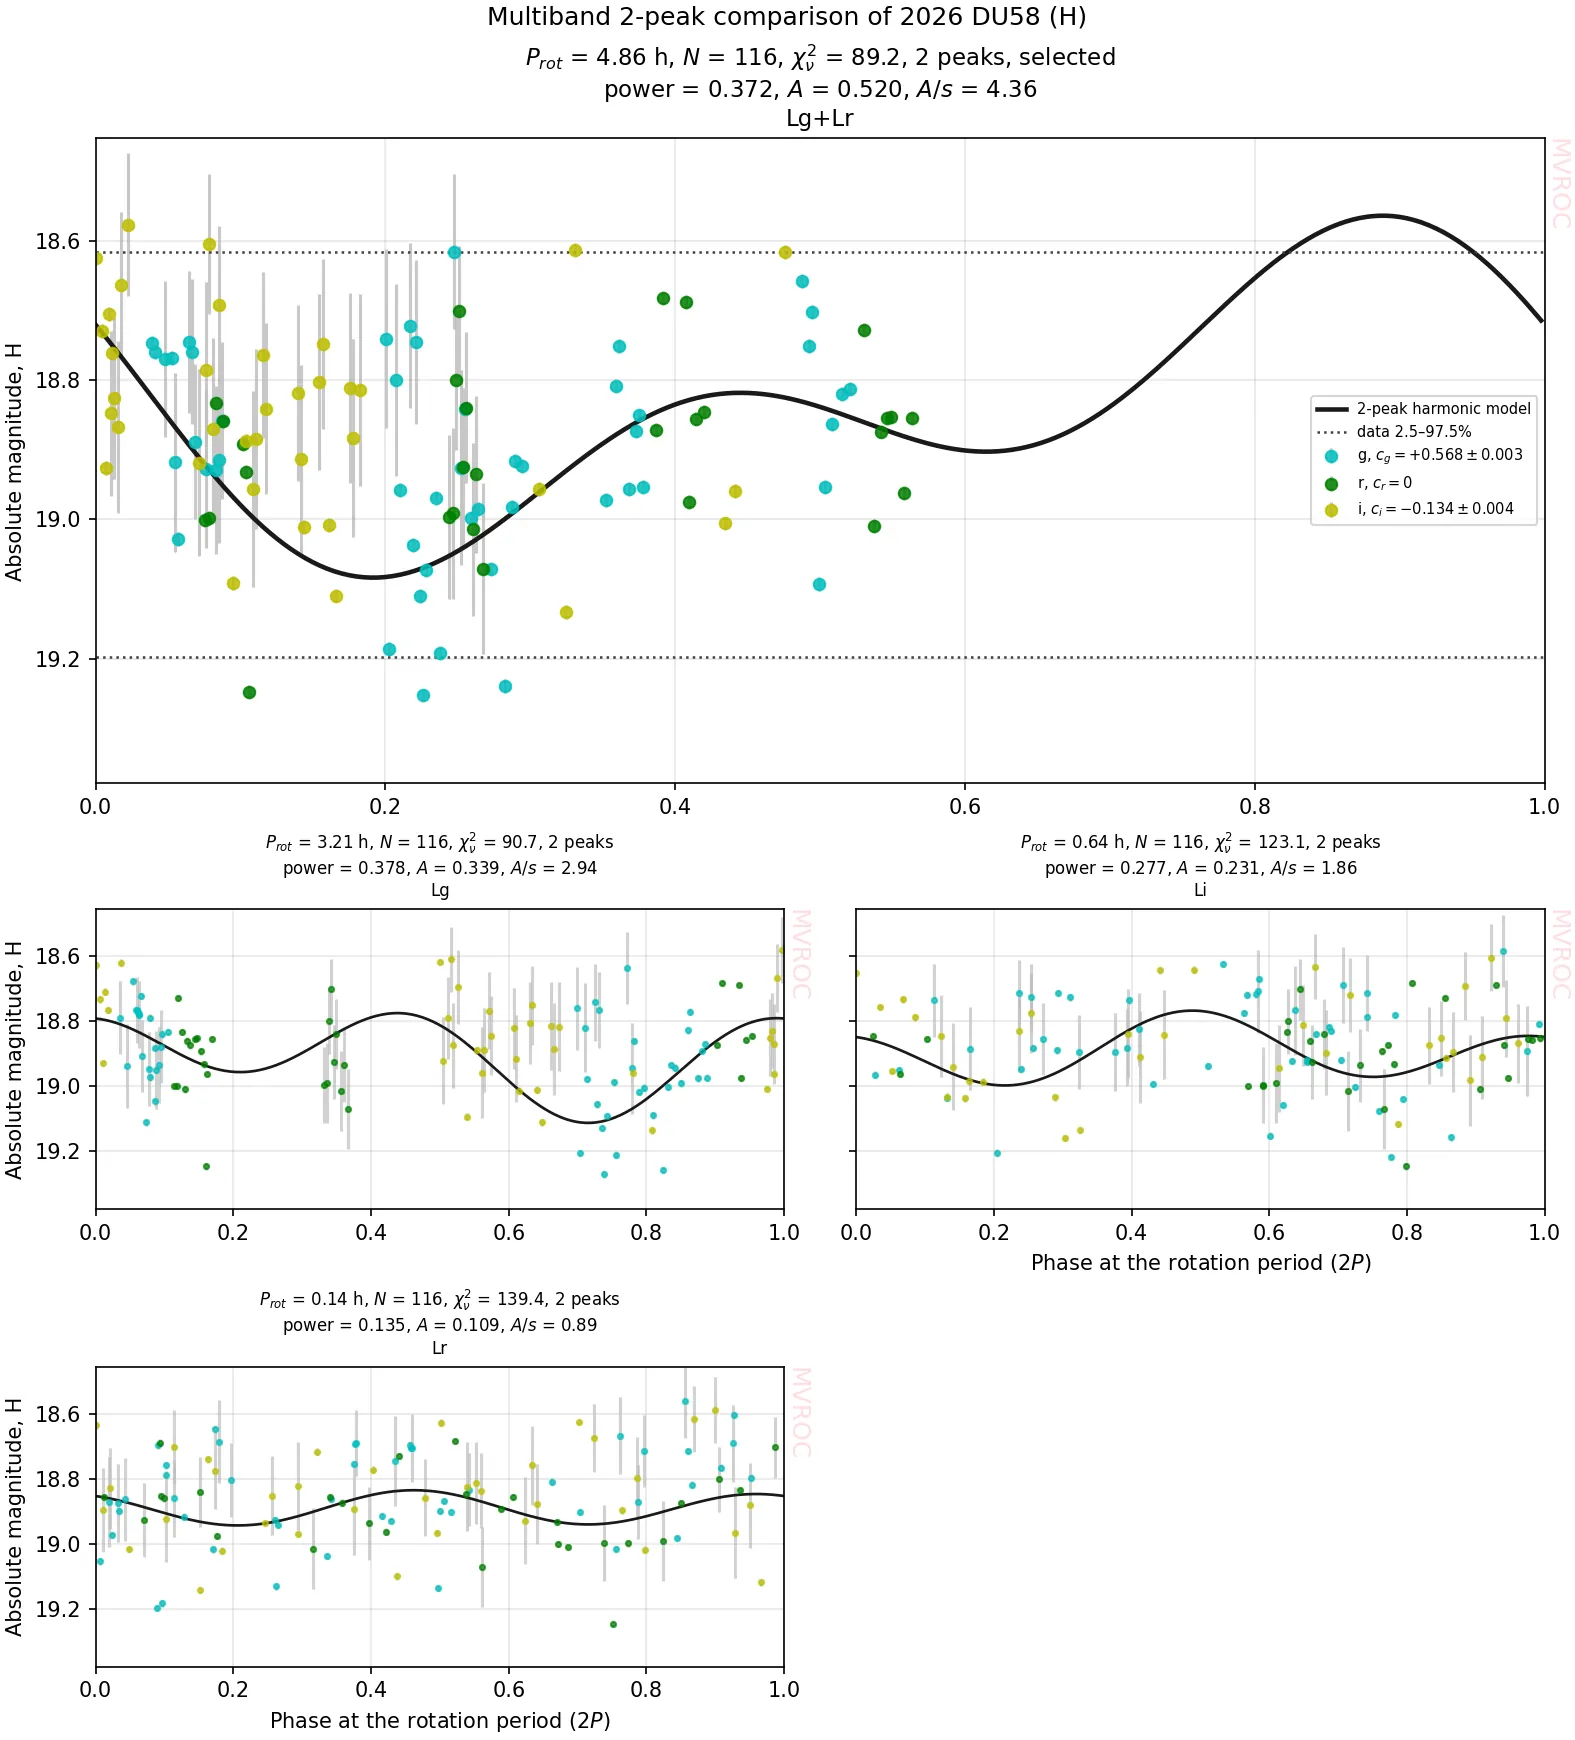 Multiband 2-peak comparison of 2026 DU58 (H)
P_rot = 4.86 h, N = 116, χ²_ν = 89.2, 2 peaks, selected
power = 0.372, A = 0.520, A/s = 4.36
Lg+Lr
MVROC
Absolute magnitude, H
18.6
18.8
19.0
19.2
2-peak harmonic model
data 2.5–97.5%
g, c_g = +0.568 ± 0.003
r, c_r = 0
i, c_i = −0.134 ± 0.004
0.0 0.2 0.4 0.6 0.8 1.0
P_rot = 3.21 h, N = 116, χ²_ν = 90.7, 2 peaks
power = 0.378, A = 0.339, A/s = 2.94
Lg
MVROC
Absolute magnitude, H
18.6
18.8
19.0
19.2
0.0 0.2 0.4 0.6 0.8 1.0
P_rot = 0.64 h, N = 116, χ²_ν = 123.1, 2 peaks
power = 0.277, A = 0.231, A/s = 1.86
Li
MVROC
0.0 0.2 0.4 0.6 0.8 1.0
Phase at the rotation period (2P)
P_rot = 0.14 h, N = 116, χ²_ν = 139.4, 2 peaks
power = 0.135, A = 0.109, A/s = 0.89
Lr
MVROC
Absolute magnitude, H
18.6
18.8
19.0
19.2
0.0 0.2 0.4 0.6 0.8 1.0
Phase at the rotation period (2P)